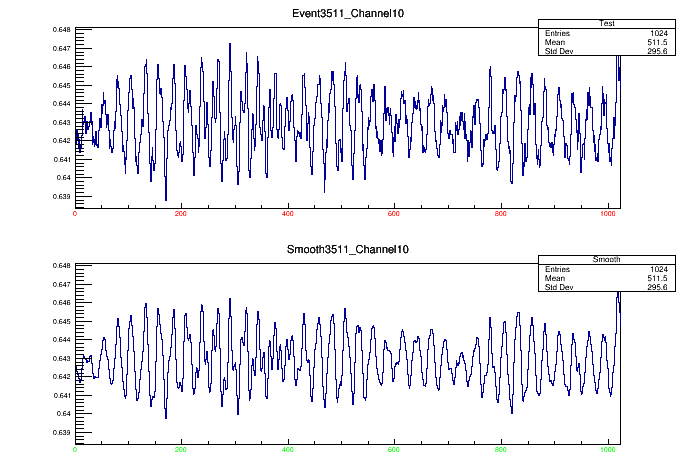 Event3511_Channel10
Test
Entries 1024
Mean 511.5
Std Dev 295.6
0.648
0.647
0.646
0.645
0.644
0.643
0.642
0.641
0.64
0.639
0 200 400 600 800 1000
Smooth3511_Channel10
Smooth
Entries 1024
Mean 511.5
Std Dev 295.6
0.648
0.647
0.646
0.645
0.644
0.643
0.642
0.641
0.64
0.639
0 200 400 600 800 1000